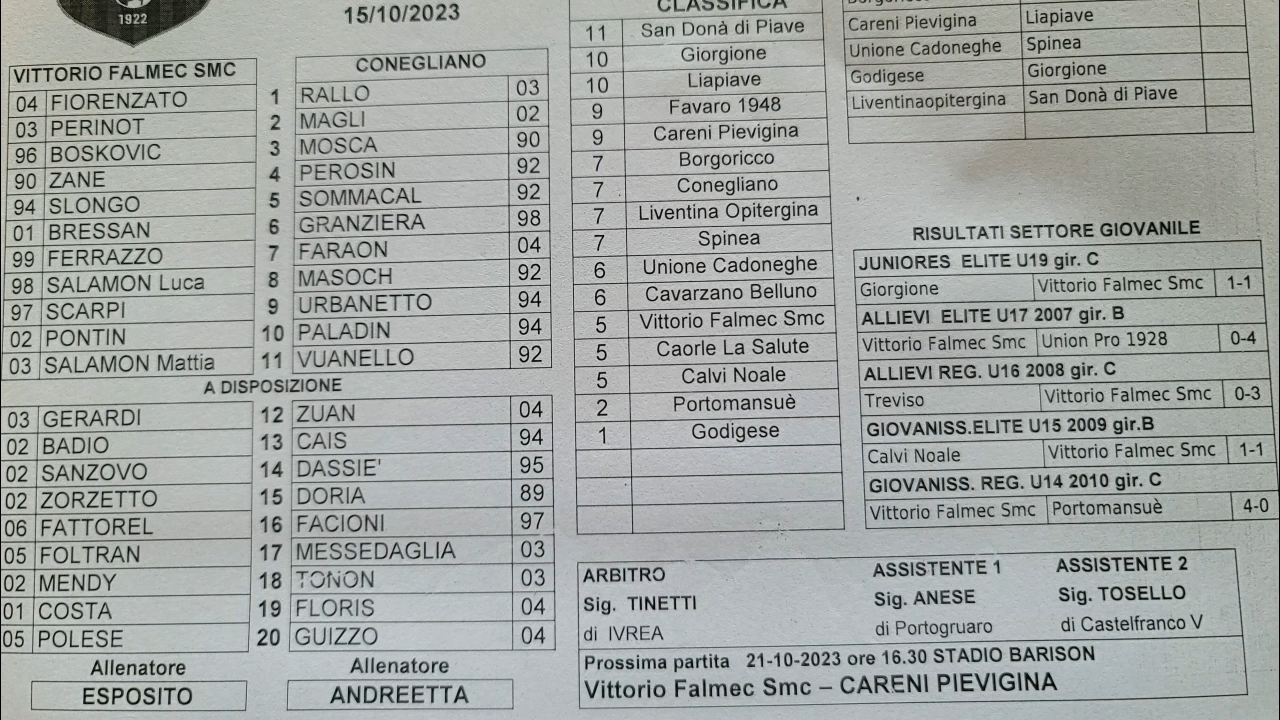 1922
15/10/2023
VITTORIO FALMEC SMC
CONEGLIANO
04 FIORENZATO 1 RALLO 03
03 PERINOT 2 MAGLI 02
96 BOSKOVIC 3 MOSCA 90
90 ZANE 4 PEROSIN 92
94 SLONGO 5 SOMMACAL 92
01 BRESSAN 6 GRANZIERA 98
99 FERRAZZO 7 FARAON 04
98 SALAMON Luca 8 MASOCH 92
97 SCARPI 9 URBANETTO 94
02 PONTIN 10 PALADIN 94
03 SALAMON Mattia 11 VUANELLO 92
A DISPOSIZIONE
03 GERARDI 12 ZUAN 04
02 BADIO 13 CAIS 94
02 SANZOVO 14 DASSIE' 95
02 ZORZETTO 15 DORIA 89
06 FATTOREL 16 FACIONI 97
05 FOLTRAN 17 MESSEDAGLIA 03
02 MENDY 18 TONON 03
01 COSTA 19 FLORIS 04
05 POLESE 20 GUIZZO 04
Allenatore Allenatore
ESPOSITO ANDREETTA
CLASSIFICA
11 San Donà di Piave
10 Giorgione
10 Liapiave
9 Favaro 1948
9 Careni Pievigina
7 Borgoricco
7 Conegliano
7 Liventina Opitergina
7 Spinea
6 Unione Cadoneghe
6 Cavarzano Belluno
5 Vittorio Falmec Smc
5 Caorle La Salute
5 Calvi Noale
2 Portomansuè
1 Godigese
Careni Pievigina Liapiave
Unione Cadoneghe Spinea
Godigese Giorgione
Liventinaopitergina San Donà di Piave
RISULTATI SETTORE GIOVANILE
JUNIORES ELITE U19 gir. C
Giorgione Vittorio Falmec Smc 1-1
ALLIEVI ELITE U17 2007 gir. B
Vittorio Falmec Smc Union Pro 1928 0-4
ALLIEVI REG. U16 2008 gir. C
Treviso Vittorio Falmec Smc 0-3
GIOVANISS.ELITE U15 2009 gir.B
Calvi Noale Vittorio Falmec Smc 1-1
GIOVANISS. REG. U14 2010 gir. C
Vittorio Falmec Smc Portomansuè 4-0
ARBITRO ASSISTENTE 1 ASSISTENTE 2
Sig. TINETTI Sig. ANESE Sig. TOSELLO
di IVREA di Portogruaro di Castelfranco V
Prossima partita 21-10-2023 ore 16.30 STADIO BARISON
Vittorio Falmec Smc – CARENI PIEVIGINA